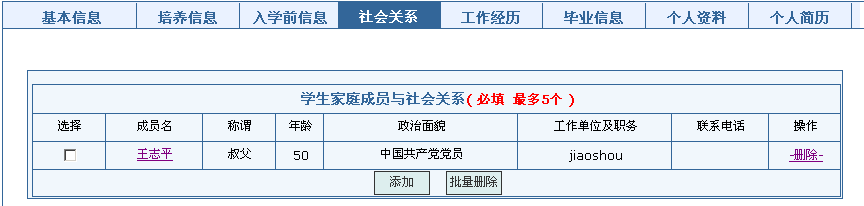 基本信息 培养信息 入学前信息 社会关系 工作经历 毕业信息 个人资料 个人简历
学生家庭成员与社会关系( 必填 最多5个 )
选择 成员名 称谓 年龄 政治面貌 工作单位及职务 联系电话 操作
王志平 叔父 50 中国共产党党员 jiaoshou -删除-
添加 批量删除